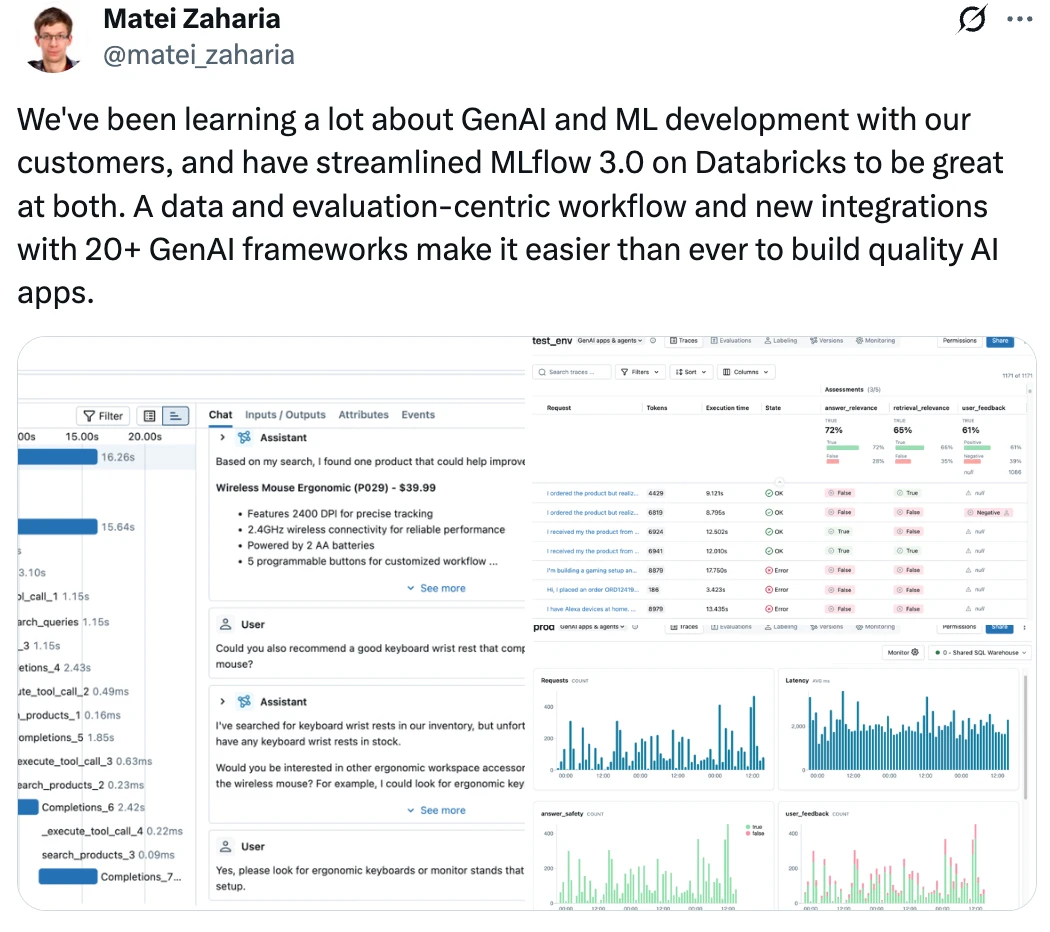 Matei Zaharia
@matei_zaharia
We've been learning a lot about GenAI and ML development with our
customers, and have streamlined MLflow 3.0 on Databricks to be great
at both. A data and evaluation-centric workflow and new integrations
with 20+ GenAI frameworks make it easier than ever to build quality AI
apps.
Filter
00s 15.00s 20.00s
16.26s
15.64s
s
3.10s
ol_call_1 1.15s
arch_queries 1.15s
_3 1.15s
etions_4 2.43s
ute_tool_call_2 0.49ms
_products_1 0.16ms
ompletions_5 1.85s
execute_tool_call_3 0.63ms
earch_products_2 0.23ms
Completions_6 2.42s
_execute_tool_call_4 0.22ms
search_products_3 0.09ms
Completions_7...
Chat Inputs / Outputs Attributes Events
Assistant
Based on my search, I found one product that could help improve
Wireless Mouse Ergonomic (P029) - $39.99
• Features 2400 DPI for precise tracking
• 2.4GHz wireless connectivity for reliable performance
• Powered by 2 AA batteries
• 5 programmable buttons for customized workflow ...
See more
User
Could you also recommend a good keyboard wrist rest that comp
mouse?
Assistant
I've searched for keyboard wrist rests in our inventory, but unfort
have any keyboard wrist rests in stock.
Would you be interested in other ergonomic workspace accessor
the wireless mouse? For example, I could look for ergonomic key
See more
User
Yes, please look for ergonomic keyboards or monitor stands that
setup.
test_env GenAI apps & agents Traces Evaluations Labeling Versions Monitoring Permissions Share
Search traces ... Filters Sort Columns
1171 of 1171
Assessments (3/9)
Request Tokens Execution time State answer_relevance retrieval_relevance user_feedback
TRUE TRUE TRUE
72% 65% 61%
True 72% True 65% Positive 61%
False 28% False 35% Negative 39%
null 1086
I ordered the product but realiz... 4429 9.121s OK False True null
I ordered the product but realiz... 6819 8.795s OK False False Negative
I received my the product from ... 6924 12.502s OK True False null
I received my the product from ... 6941 12.010s OK True True null
I'm building a gaming setup an... 8879 17.750s Error False False null
Hi, I placed an order ORD12419... 186 3.423s Error False False null
I have Alexa devices at home. ... 8979 13.435s Error False False null
prod GenAI apps & agents Traces Evaluations Labeling Versions Monitoring Permissions Share
Monitor 0 - Shared SQL Warehouse
Requests COUNT
400
200
0
00:00 12:00 00:00 12:00 00:00 12:00
Latency AVG ms
2,000
0
00:00 12:00 00:00 12:00 00:00 12:00
answer_safety COUNT
true
false
400
200
0
00:00 12:00 00:00 12:00 00:00 12:00
user_feedback COUNT
400
200
0
00:00 12:00 00:00 12:00 00:00 12:00